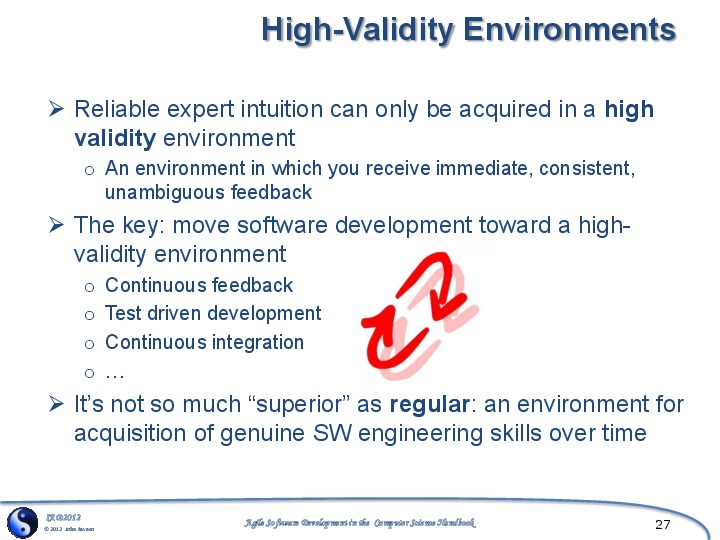 High-Validity Environments
➢ Reliable expert intuition can only be acquired in a high
validity environment
o An environment in which you receive immediate, consistent,
unambiguous feedback
➢ The key: move software development toward a high-
validity environment
o Continuous feedback
o Test driven development
o Continuous integration
o …
➢ It’s not so much “superior” as regular: an environment for
acquisition of genuine SW engineering skills over time
© 2012 John Favaro
Agile Software Development in the Computer Science Handbook
27